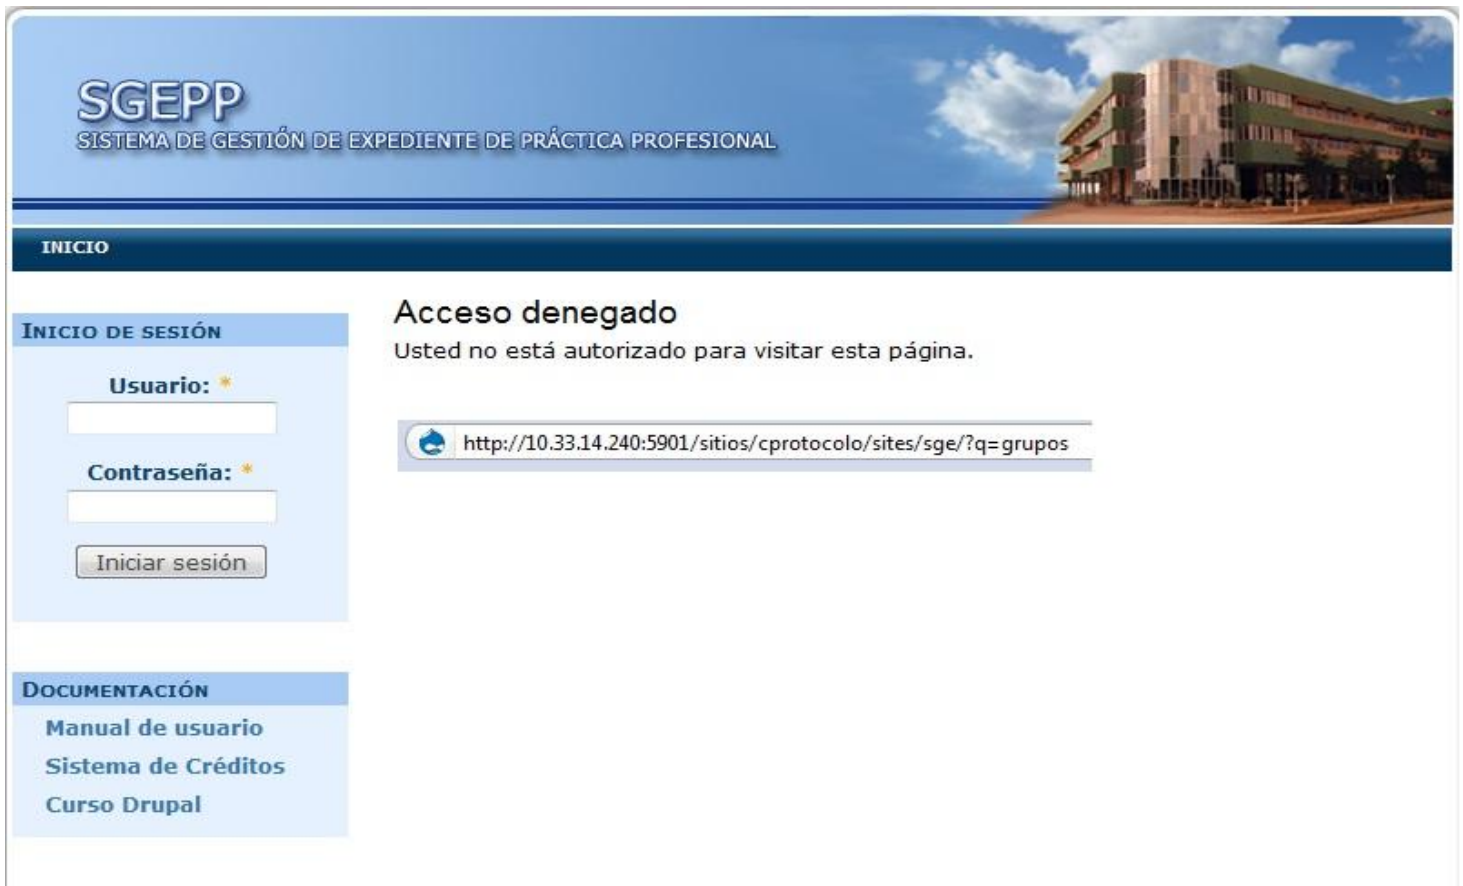 SGEPP
SISTEMA DE GESTIÓN DE EXPEDIENTE DE PRÁCTICA PROFESIONAL
INICIO
INICIO DE SESIÓN
Usuario: *
Contraseña: *
Iniciar sesión
DOCUMENTACIÓN
Manual de usuario
Sistema de Créditos
Curso Drupal
Acceso denegado
Usted no está autorizado para visitar esta página.
http://10.33.14.240:5901/sitios/cprotocolo/sites/sge/?q=grupos